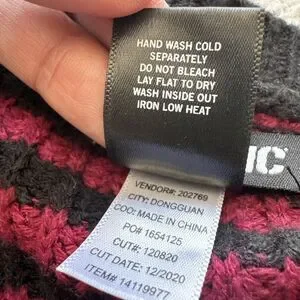 HAND WASH COLD
SEPARATELY
DO NOT BLEACH
LAY FLAT TO DRY
WASH INSIDE OUT
IRON LOW HEAT
IC
VENDOR#: 202769
CITY: DONGGUAN
COO: MADE IN CHINA
PO# 1654125
CUT#: 120820
CUT DATE: 12/2020
ITEM# 14119977